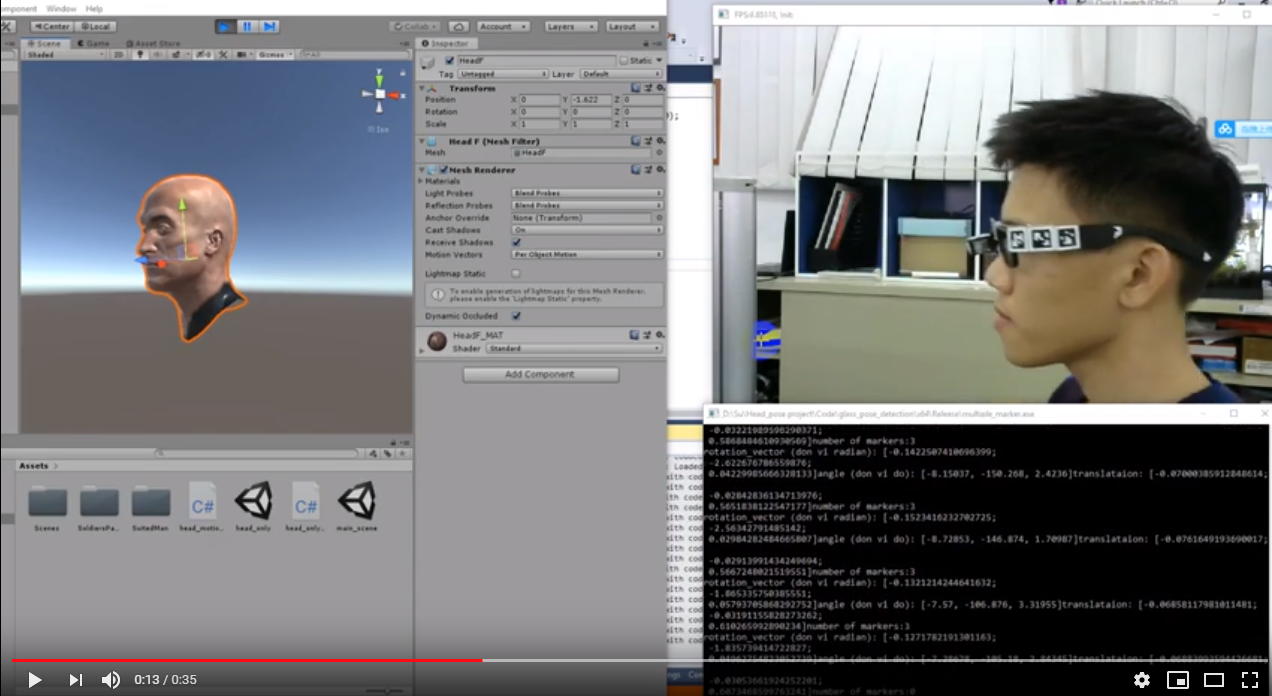 Window
Help
Center
Local
Collab
Account
Layers
Layout
Scene
Game
Asset Store
Shaded
2D
Gizmos
Iso
Inspector
HeadF
Static
Tag Untagged
Layer Default
Transform
Position X 0 Y -1.622 Z 0
Rotation X 0 Y 0 Z 0
Scale X 1 Y 1 Z 1
Head F (Mesh Filter)
Mesh HeadF
Mesh Renderer
Materials
Light Probes Blend Probes
Reflection Probes Blend Probes
Anchor Override None (Transform)
Cast Shadows On
Receive Shadows
Motion Vectors Per Object Motion
Lightmap Static
To enable generation of lightmaps for this Mesh Renderer,
please enable the 'Lightmap Static' property.
Dynamic Occluded
HeadF_MAT
Shader Standard
Add Component
Assets
Scenes
SoldiersPa...
SuitedMan
head_motio...
head_only
head_only...
main_scene
D:\Su\Head_pose project\Code\glass_pose_detection\x64\Release\multiple_marker.exe
-0.03221989598290371;
0.5868484610930569]number of markers:3
rotation_vector (don vi radian): [-0.1422507410696399;
-2.622676786559876;
0.04229985666328133]angle (don vi do): [-8.15037, -150.268, 2.4236]translataion: [-0.07000385912848614;
-0.02842836134713976;
0.5651838122547177]number of markers:3
rotation_vector (don vi radian): [-0.1523416232702725;
-2.56342791485142;
0.02984282484665807]angle (don vi do): [-8.72853, -146.874, 1.70987]translataion: [-0.0761649193690017;
-0.02913991434249694;
0.5667248021519551]number of markers:3
rotation_vector (don vi radian): [-0.1321214244641632;
-1.865335750385551;
0.05793705868292752]angle (don vi do): [-7.57, -106.876, 3.31955]translataion: [-0.06858117981011481;
-0.03191155828273262;
0.610265992890234]number of markers:3
rotation_vector (don vi radian): [-0.1271782191301163;
-1.835739414722827;
-0.03053661924252201;
0:13 / 0:35